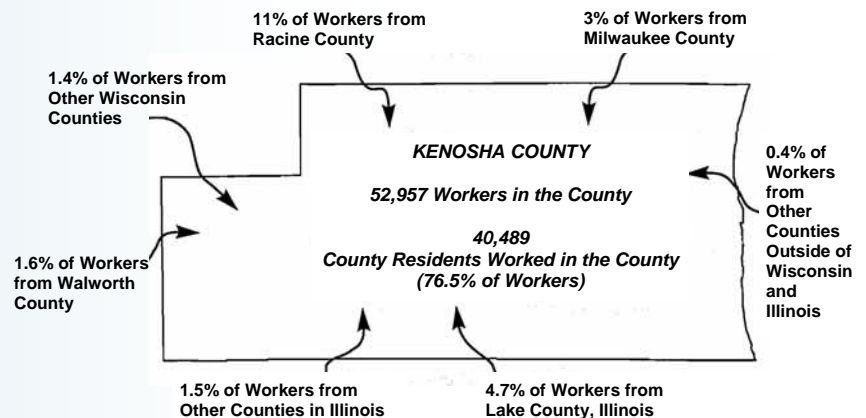 11% of Workers from
Racine County
3% of Workers from
Milwaukee County
1.4% of Workers from
Other Wisconsin
Counties
KENOSHA COUNTY
52,957 Workers in the County
40,489
County Residents Worked in the County
(76.5% of Workers)
0.4% of
Workers
from
Other
Counties
Outside of
Wisconsin
and
Illinois
1.6% of Workers
from Walworth
County
1.5% of Workers from
Other Counties in Illinois
4.7% of Workers from
Lake County, Illinois